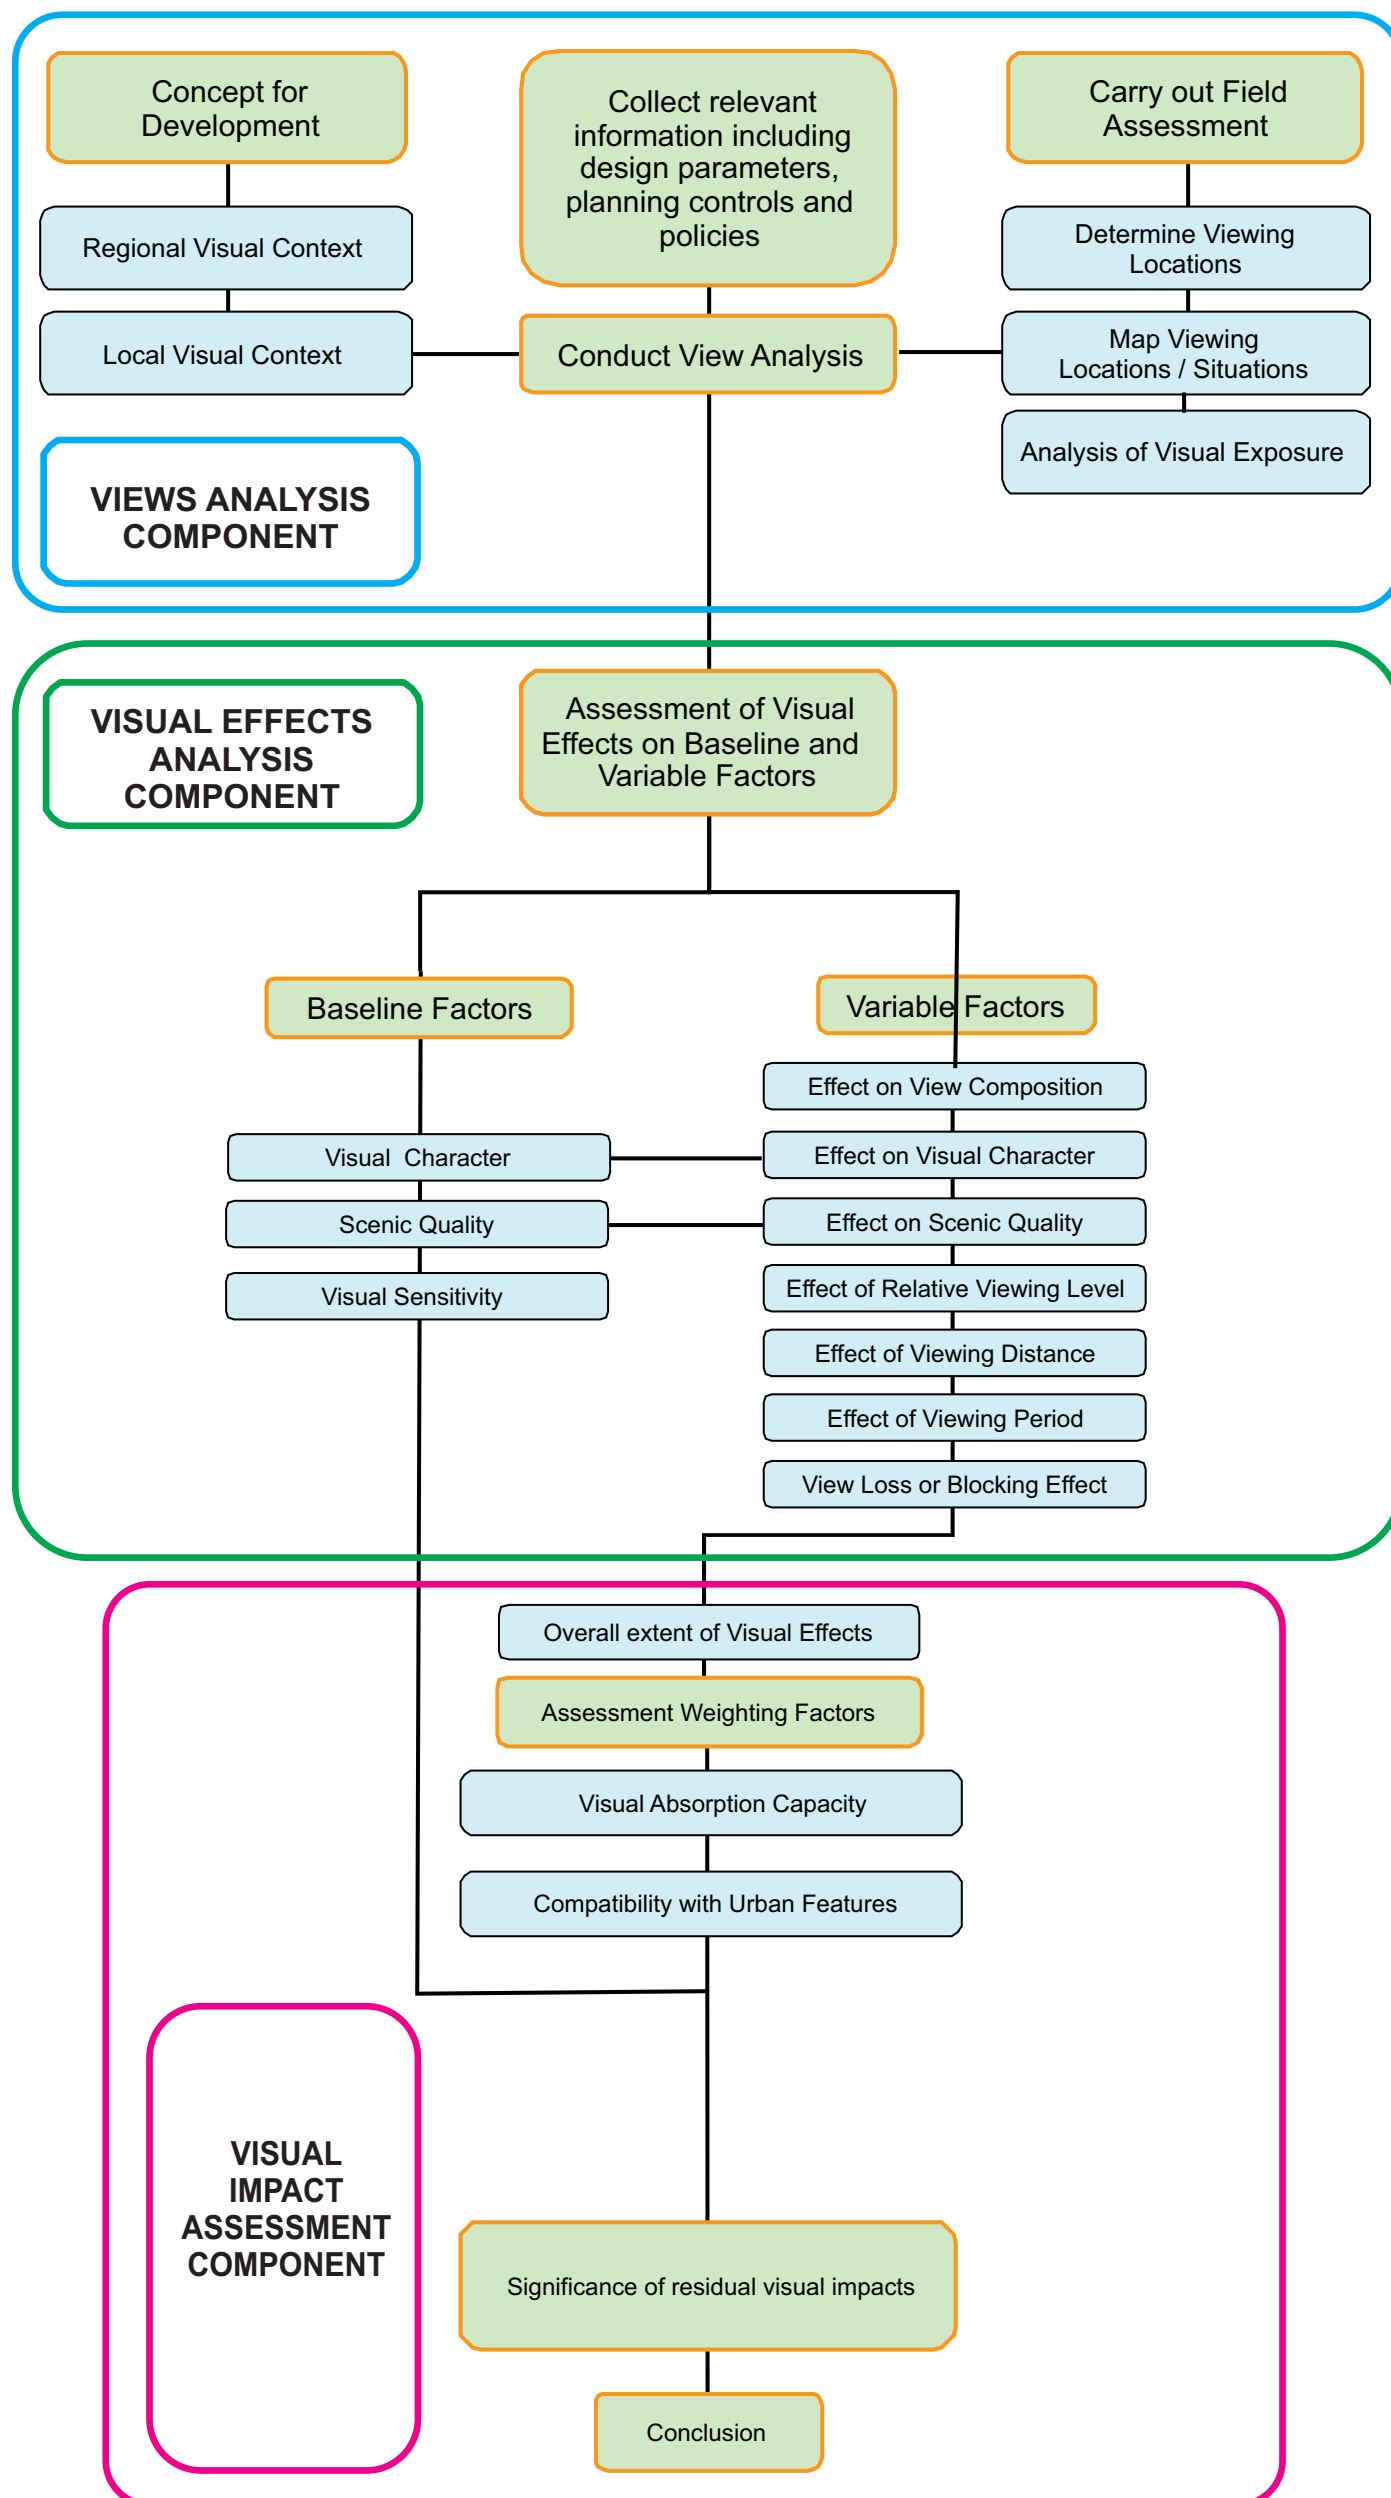 Concept for
Development
Collect relevant
information including
design parameters,
planning controls and
policies
Carry out Field
Assessment
Regional Visual Context
Determine Viewing
Locations
Local Visual Context
Conduct View Analysis
Map Viewing
Locations / Situations
Analysis of Visual Exposure
VIEWS ANALYSIS
COMPONENT
VISUAL EFFECTS
ANALYSIS
COMPONENT
Assessment of Visual
Effects on Baseline and
Variable Factors
Baseline Factors
Variable Factors
Effect on View Composition
Visual Character
Effect on Visual Character
Scenic Quality
Effect on Scenic Quality
Visual Sensitivity
Effect of Relative Viewing Level
Effect of Viewing Distance
Effect of Viewing Period
View Loss or Blocking Effect
Overall extent of Visual Effects
Assessment Weighting Factors
Visual Absorption Capacity
Compatibility with Urban Features
VISUAL
IMPACT
ASSESSMENT
COMPONENT
Significance of residual visual impacts
Conclusion